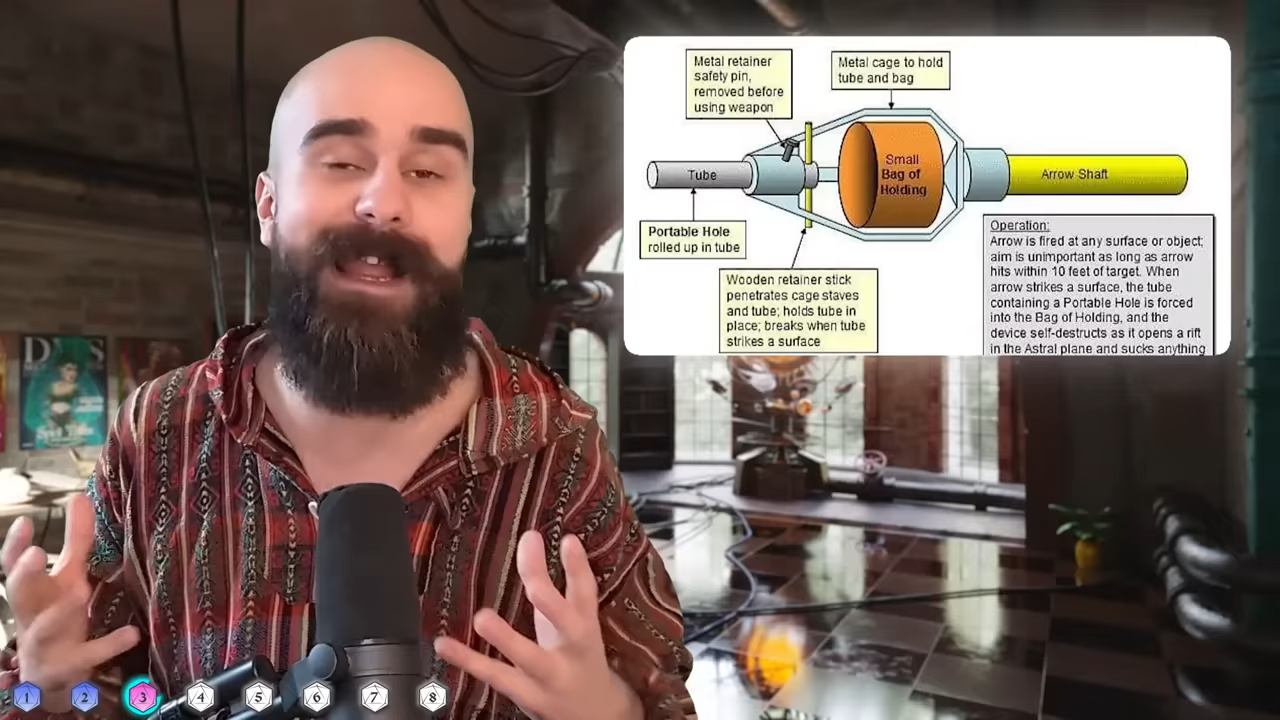 Metal retainer
safety pin,
removed before
using weapon
Metal cage to hold
tube and bag
Tube
Small
Bag of
Holding
Arrow Shaft
Portable Hole
rolled up in tube
Wooden retainer stick
penetrates cage staves
and tube; holds tube in
place; breaks when tube
strikes a surface
Operation:
Arrow is fired at any surface or object;
aim is unimportant as long as arrow
hits within 10 feet of target. When
arrow strikes a surface, the tube
containing a Portable Hole is forced
into the Bag of Holding, and the
device self-destructs as it opens a rift
in the Astral plane and sucks anything
1 2 3 4 5 6 7 8